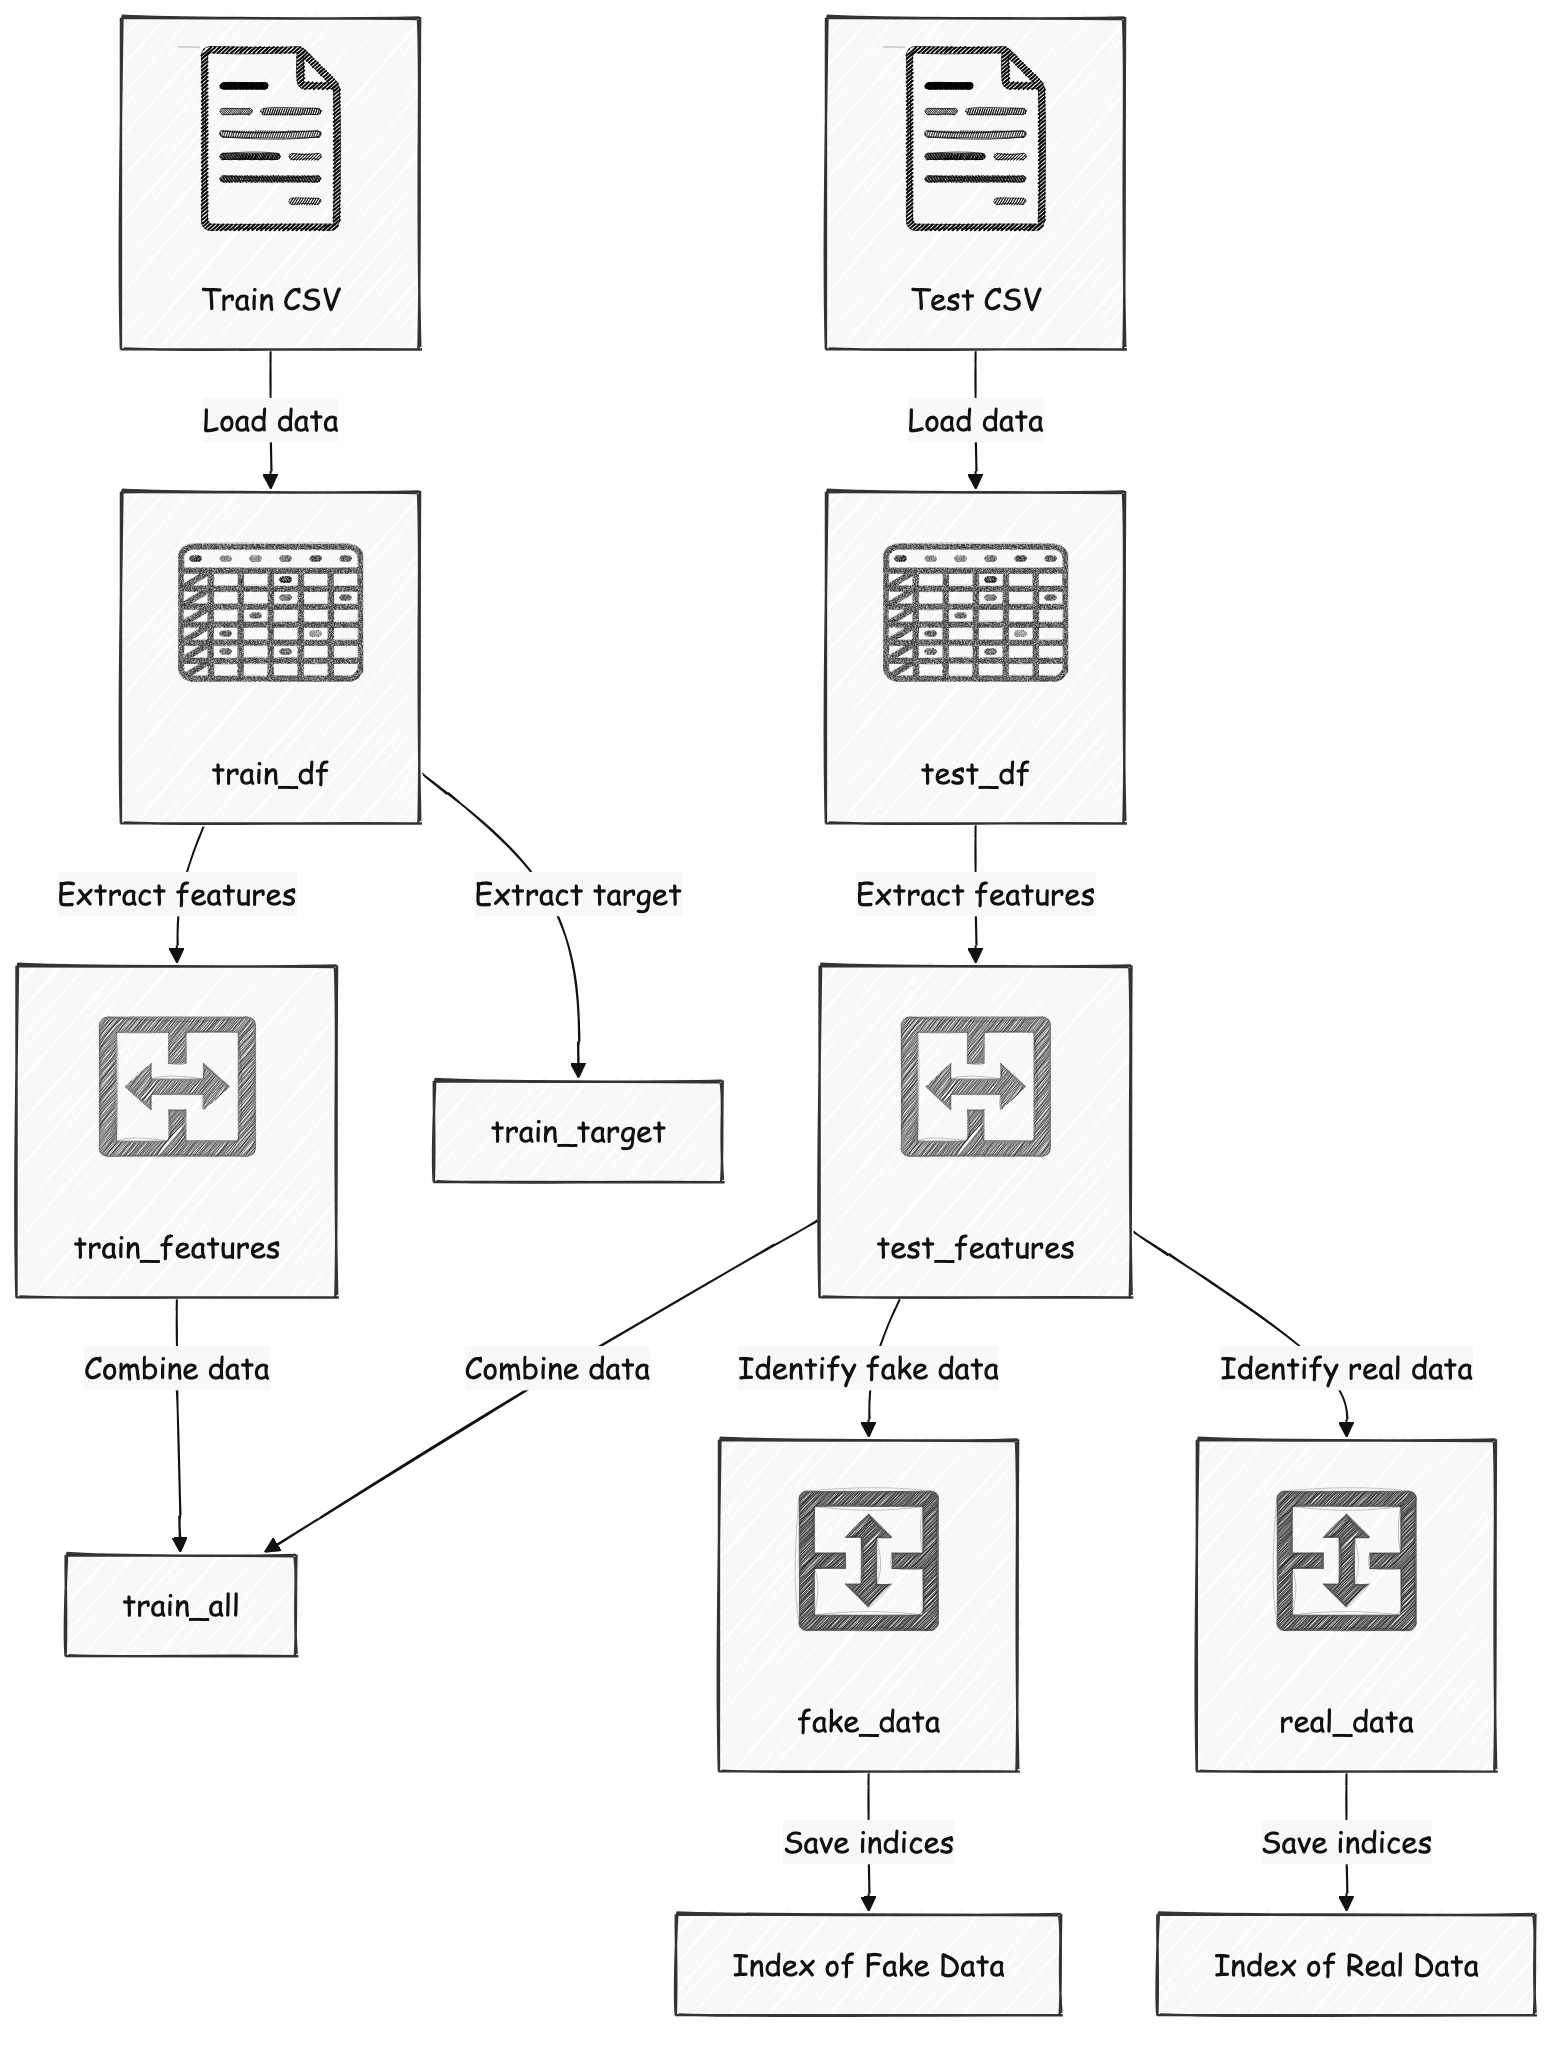 Train CSV
Test CSV
Load data
Load data
train_df
test_df
Extract features
Extract target
Extract features
train_target
train_features
test_features
Combine data
Combine data
Identify fake data
Identify real data
train_all
fake_data
real_data
Save indices
Save indices
Index of Fake Data
Index of Real Data